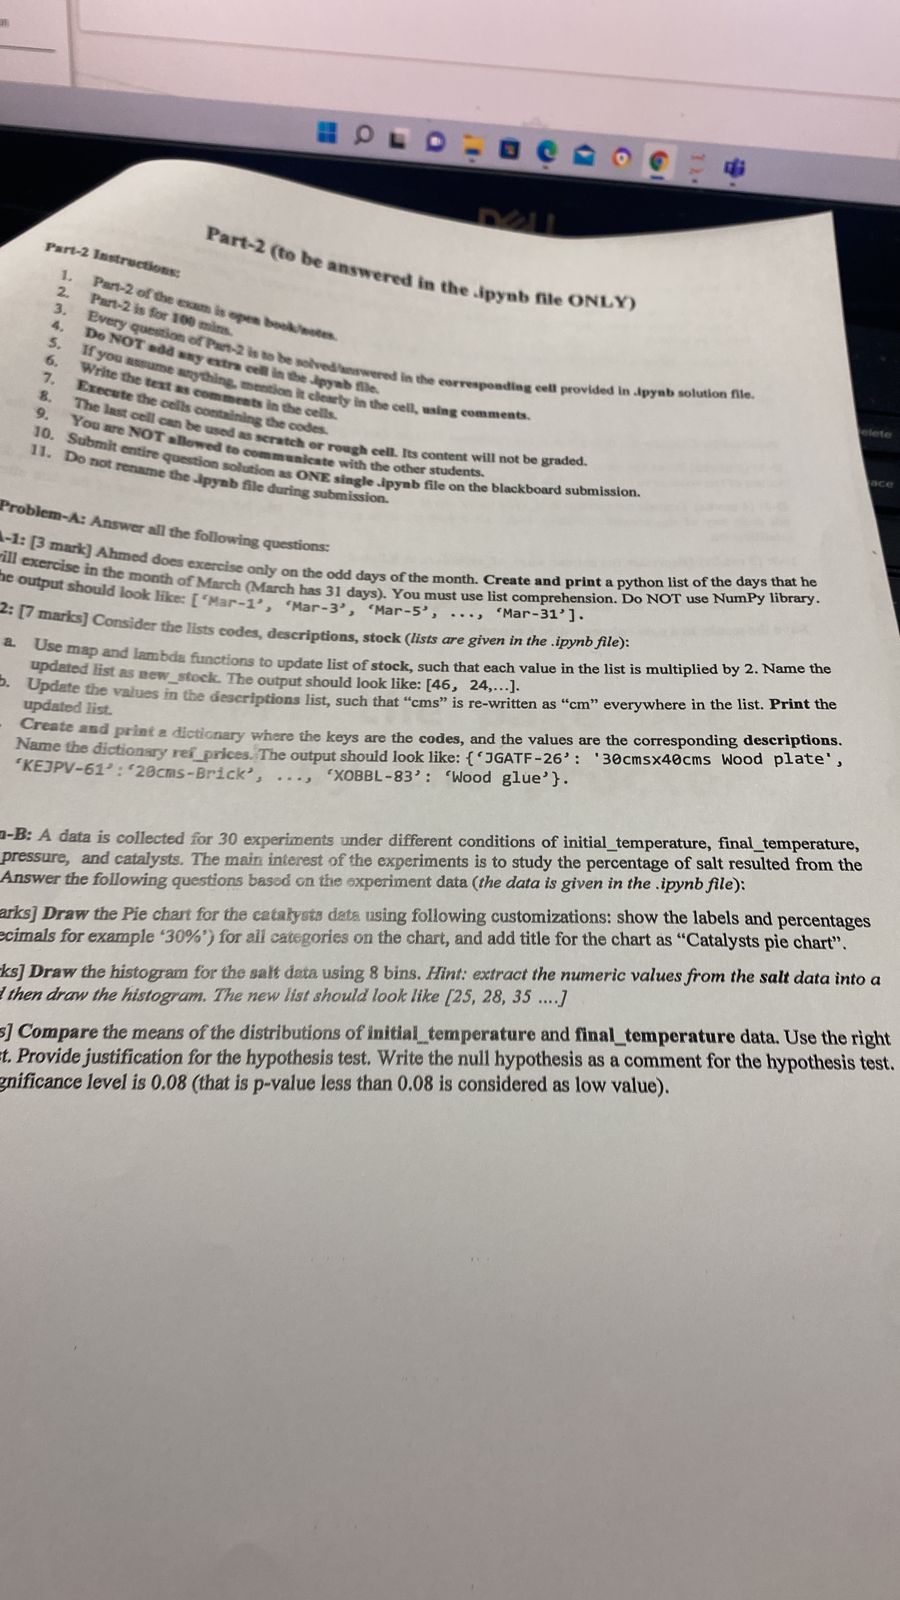 DELL
elete
ace
Part-2 (to be answered in the .ipynb file ONLY)
Part-2 Instructions:
1. Part-2 of the exam is open book/notes.
2. Part-2 is for 100 mins.
3. Every question of Part-2 is to be solved/answered in the corresponding cell provided in .ipynb solution file.
4. Do NOT add any extra cell in the .ipynb file.
5. If you assume anything, mention it clearly in the cell, using comments.
6. Write the text as comments in the cells.
7. Execute the cells containing the codes.
8. The last cell can be used as scratch or rough cell. Its content will not be graded.
9. You are NOT allowed to communicate with the other students.
10. Submit entire question solution as ONE single .ipynb file on the blackboard submission.
11. Do not rename the .ipynb file during submission.
Problem-A: Answer all the following questions:
-1: [3 mark] Ahmed does exercise only on the odd days of the month. Create and print a python list of the days that he
ill exercise in the month of March (March has 31 days). You must use list comprehension. Do NOT use NumPy library.
he output should look like: [‘Mar-1’, ‘Mar-3’, ‘Mar-5’, ..., ‘Mar-31’].
2: [7 marks] Consider the lists codes, descriptions, stock (lists are given in the .ipynb file):
a. Use map and lambda functions to update list of stock, such that each value in the list is multiplied by 2. Name the
updated list as new_stock. The output should look like: [46, 24,...].
b. Update the values in the descriptions list, such that “cms” is re-written as “cm” everywhere in the list. Print the
updated list.
Create and print a dictionary where the keys are the codes, and the values are the corresponding descriptions.
Name the dictionary ref_prices. The output should look like: {‘JGATF-26’: '30cmsx40cms Wood plate',
‘KEJPV-61’:‘20cms-Brick’, ..., ‘XOBBL-83’: ‘Wood glue’}.
-B: A data is collected for 30 experiments under different conditions of initial_temperature, final_temperature,
pressure, and catalysts. The main interest of the experiments is to study the percentage of salt resulted from the
Answer the following questions based on the experiment data (the data is given in the .ipynb file):
arks] Draw the Pie chart for the catalysts data using following customizations: show the labels and percentages
ecimals for example ‘30%’) for all categories on the chart, and add title for the chart as “Catalysts pie chart”.
ks] Draw the histogram for the salt data using 8 bins. Hint: extract the numeric values from the salt data into a
then draw the histogram. The new list should look like [25, 28, 35 ....]
s] Compare the means of the distributions of initial_temperature and final_temperature data. Use the right
t. Provide justification for the hypothesis test. Write the null hypothesis as a comment for the hypothesis test.
gnificance level is 0.08 (that is p-value less than 0.08 is considered as low value).